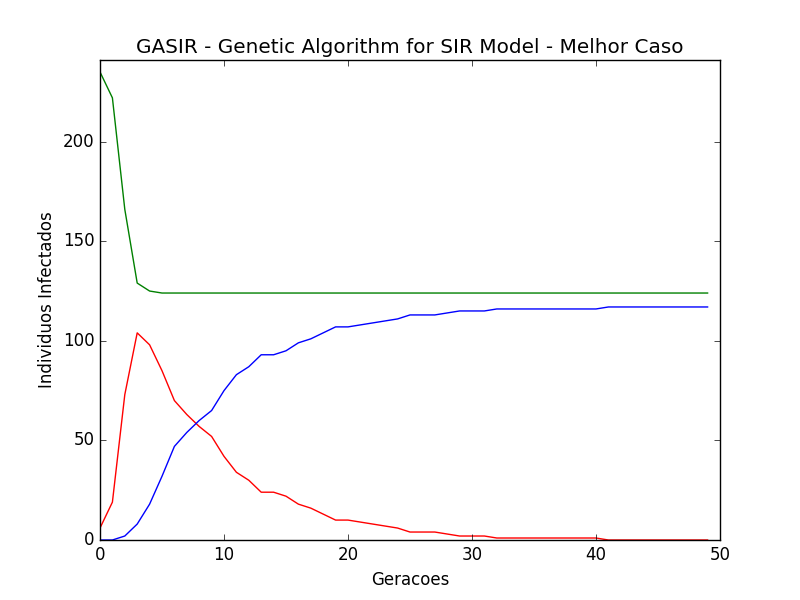 GASIR - Genetic Algorithm for SIR Model - Melhor Caso
200
150
100
50
0
Individuos Infectados
0 10 20 30 40 50
Geracoes